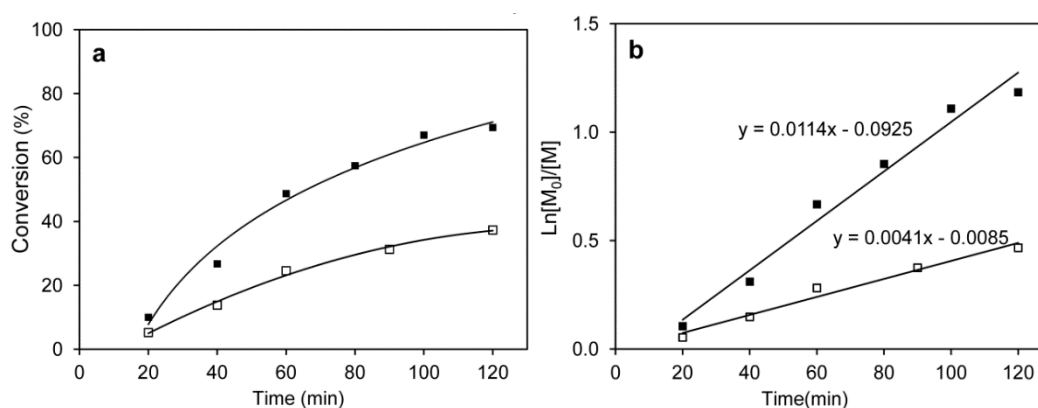 a
Conversion (%)
100
80
60
40
20
0
0 20 40 60 80 100 120
Time (min)
b
Ln[M₀]/[M]
1.5
1.0
0.5
0.0
y = 0.0114x - 0.0925
y = 0.0041x - 0.0085
0 20 40 60 80 100 120
Time(min)